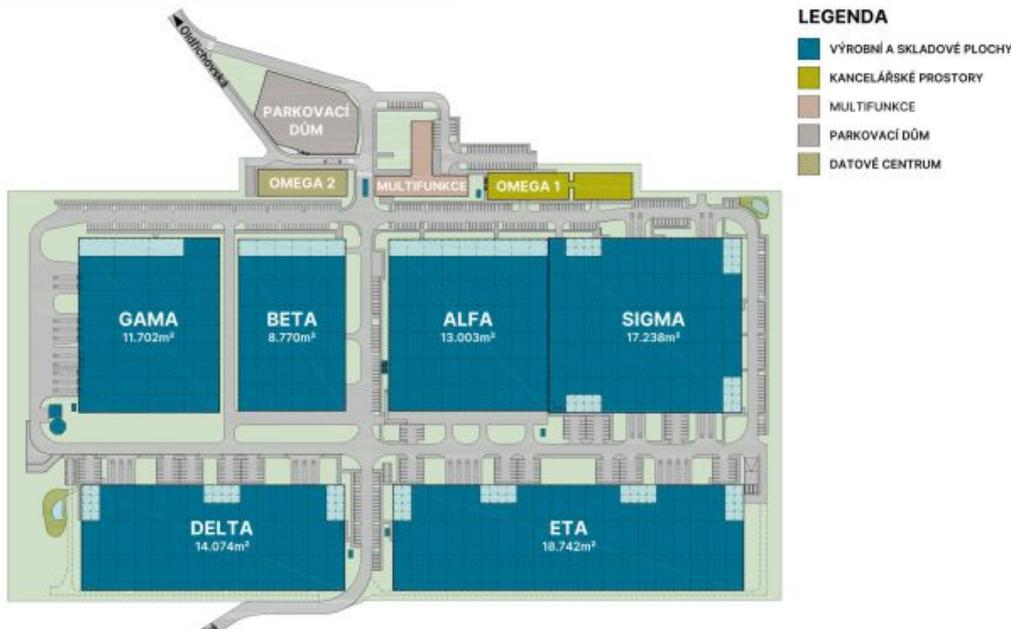 LEGENDA
VÝROBNÍ A SKLADOVÉ PLOCHY
KANCELÁŘSKÉ PROSTORY
MULTIFUNKCE
PARKOVACÍ DŮM
DATOVÉ CENTRUM
Oldřichovská
PARKOVACÍ
DŮM
OMEGA 2
MULTIFUNKCE
OMEGA 1
GAMA
11.702m²
BETA
8.770m²
ALFA
13.003m²
SIGMA
17.238m²
DELTA
14.074m²
ETA
18.742m²